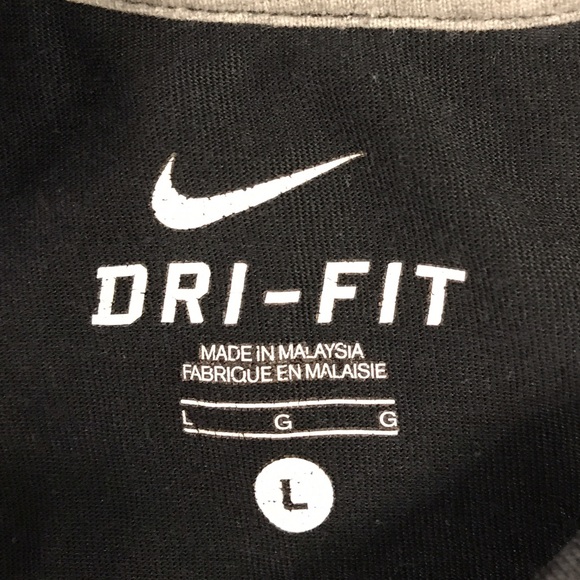 DRI-FIT
MADE IN MALAYSIA
FABRIQUE EN MALAISIE
L G G
L